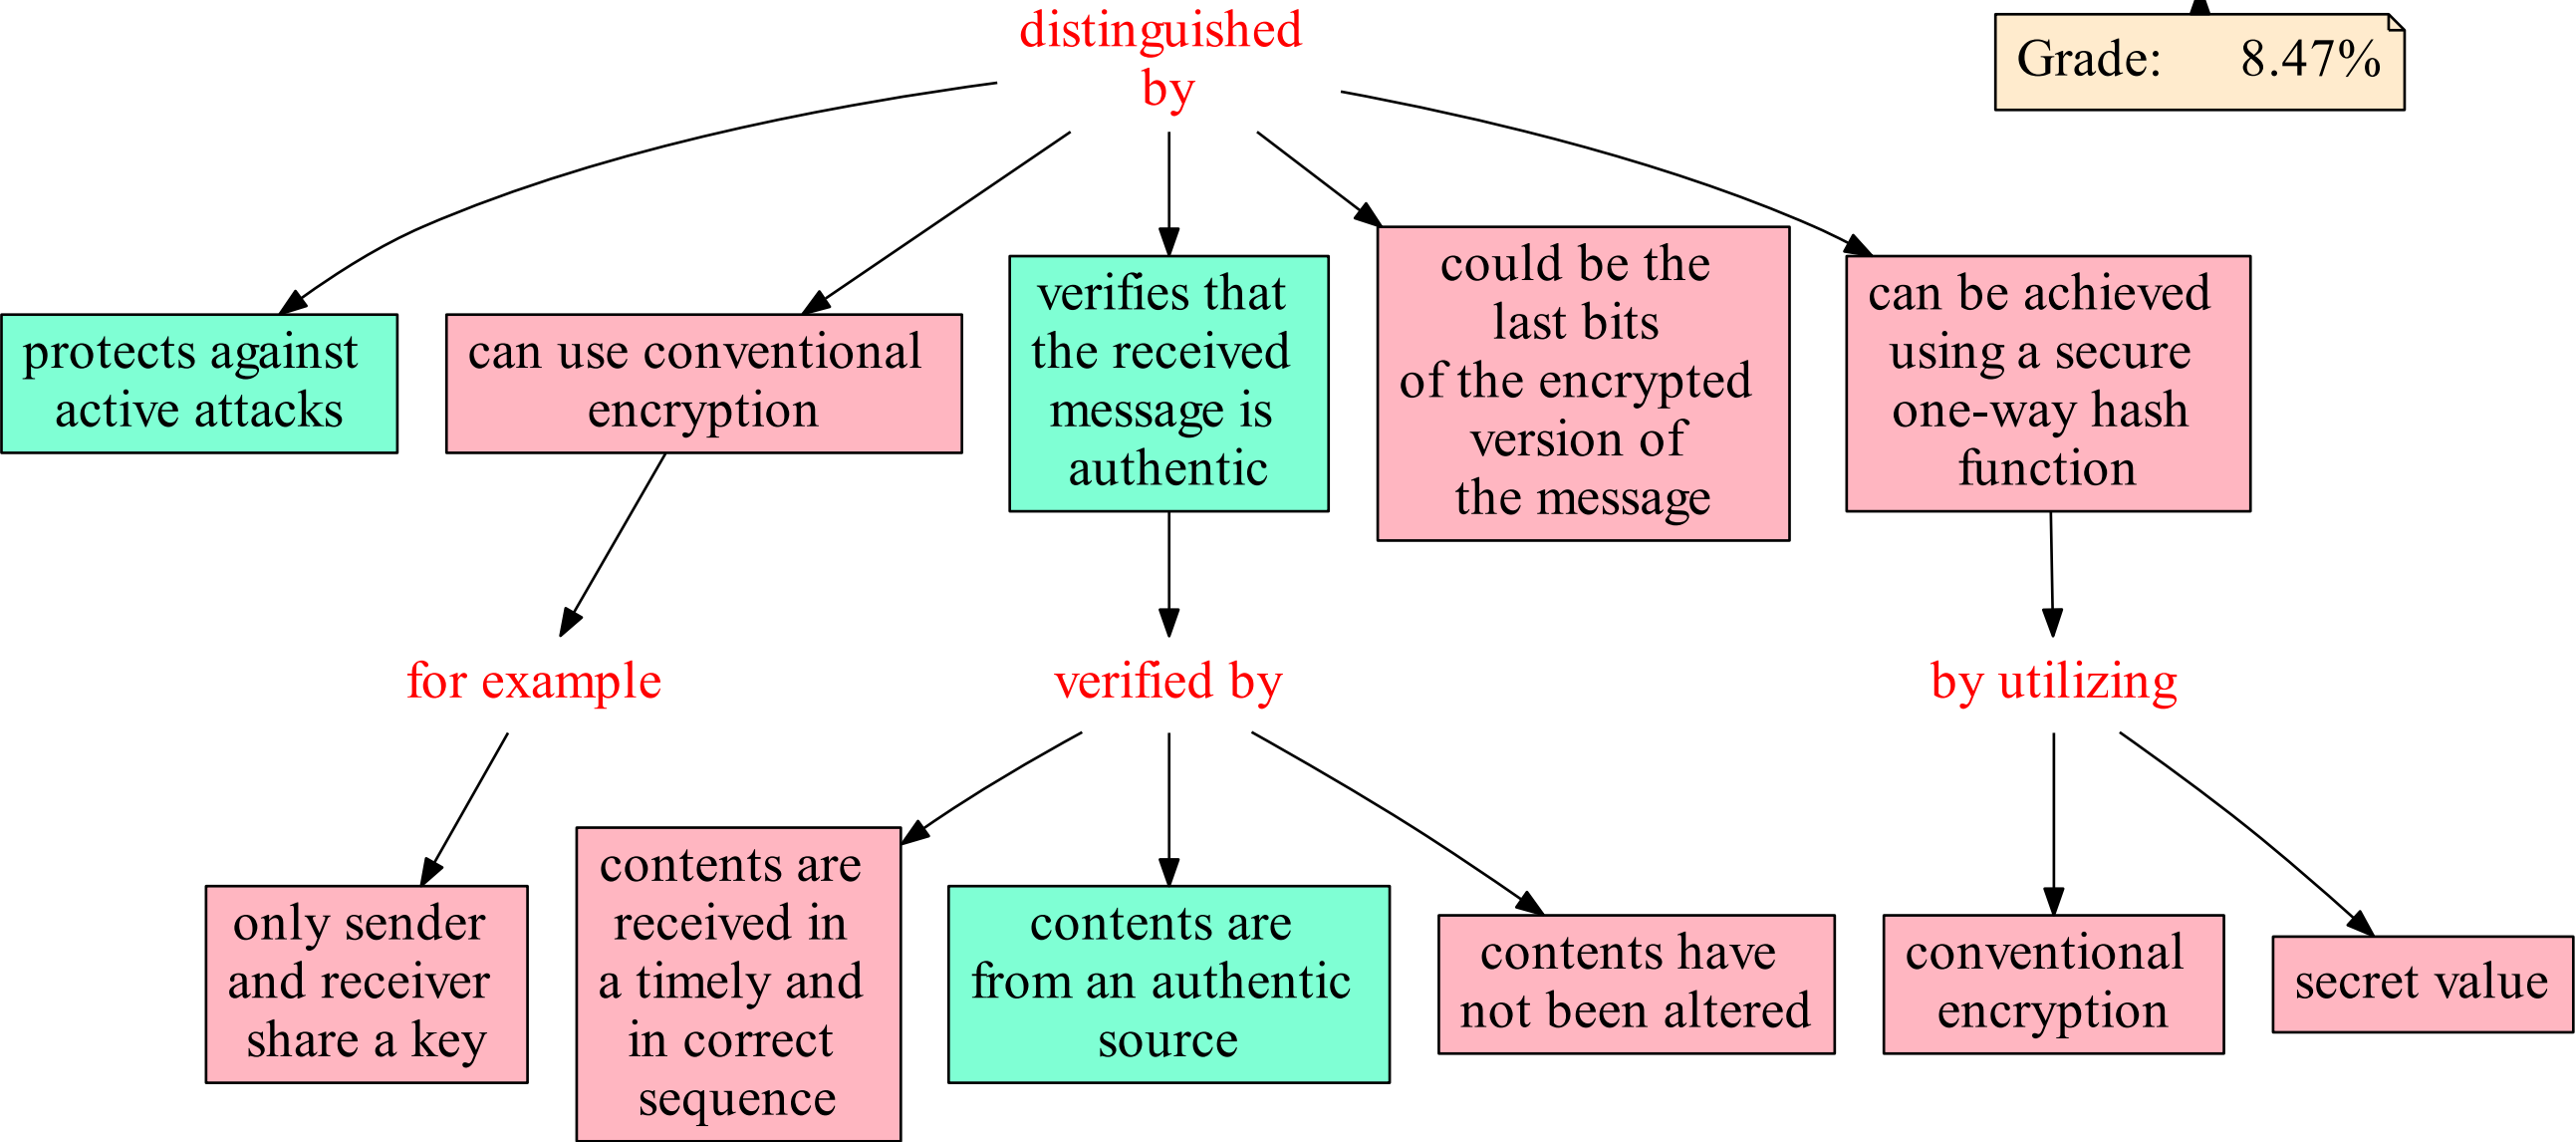 distinguished
by
Grade: 8.47%
protects against
active attacks
can use conventional
encryption
verifies that
the received
message is
authentic
could be the
last bits
of the encrypted
version of
the message
can be achieved
using a secure
one-way hash
function
for example
verified by
by utilizing
only sender
and receiver
share a key
contents are
received in
a timely and
in correct
sequence
contents are
from an authentic
source
contents have
not been altered
conventional
encryption
secret value